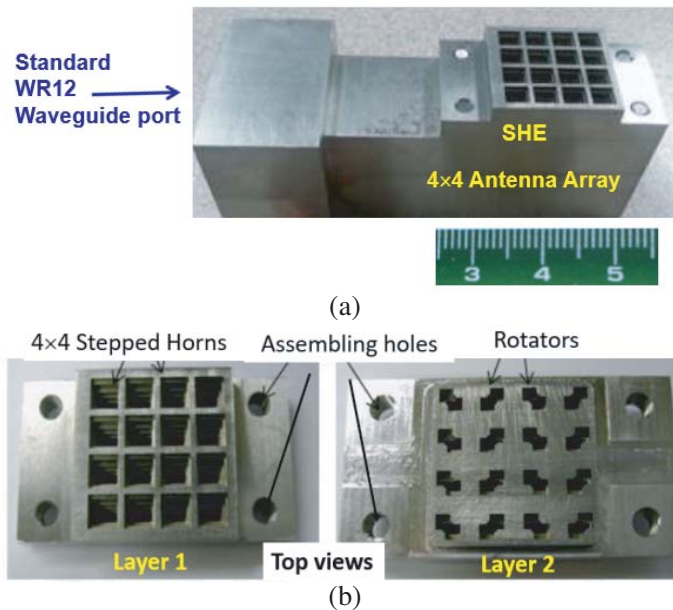 Standard
WR12
Waveguide port
SHE
4×4 Antenna Array
3 4 5
(a)
4×4 Stepped Horns
Assembling holes
Rotators
Layer 1
Top views
Layer 2
(b)